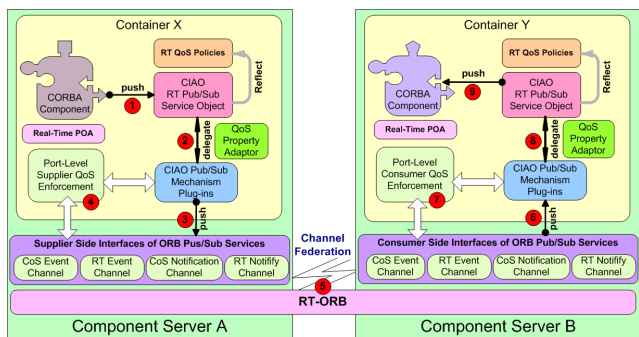 Container X
RT QoS Policies
Reflect
CORBA
Component
push
1
CIAO
RT Pub/Sub
Service Object
Real-Time POA
2
delegate
QoS
Property
Adaptor
Port-Level
Supplier QoS
Enforcement
4
CIAO Pub/Sub
Mechanism
Plug-ins
3
push
Supplier Side Interfaces of ORB Pus/Sub Services
CoS Event
Channel
RT Event
Channel
CoS Notification
Channel
RT Notifify
Channel
Component Server A
Channel
Federation
5
RT-ORB
Container Y
RT QoS Policies
Reflect
CORBA
Component
push
9
CIAO
RT Pub/Sub
Service Object
Real-Time POA
8
delegate
QoS
Property
Adaptor
Port-Level
Consumer QoS
Enforcement
7
CIAO Pub/Sub
Mechanism
Plug-ins
6
push
Consumer Side Interfaces of ORB Pub/Sub Services
CoS Event
Channel
RT Event
Channel
CoS Notification
Channel
RT Notifify
Channel
Component Server B